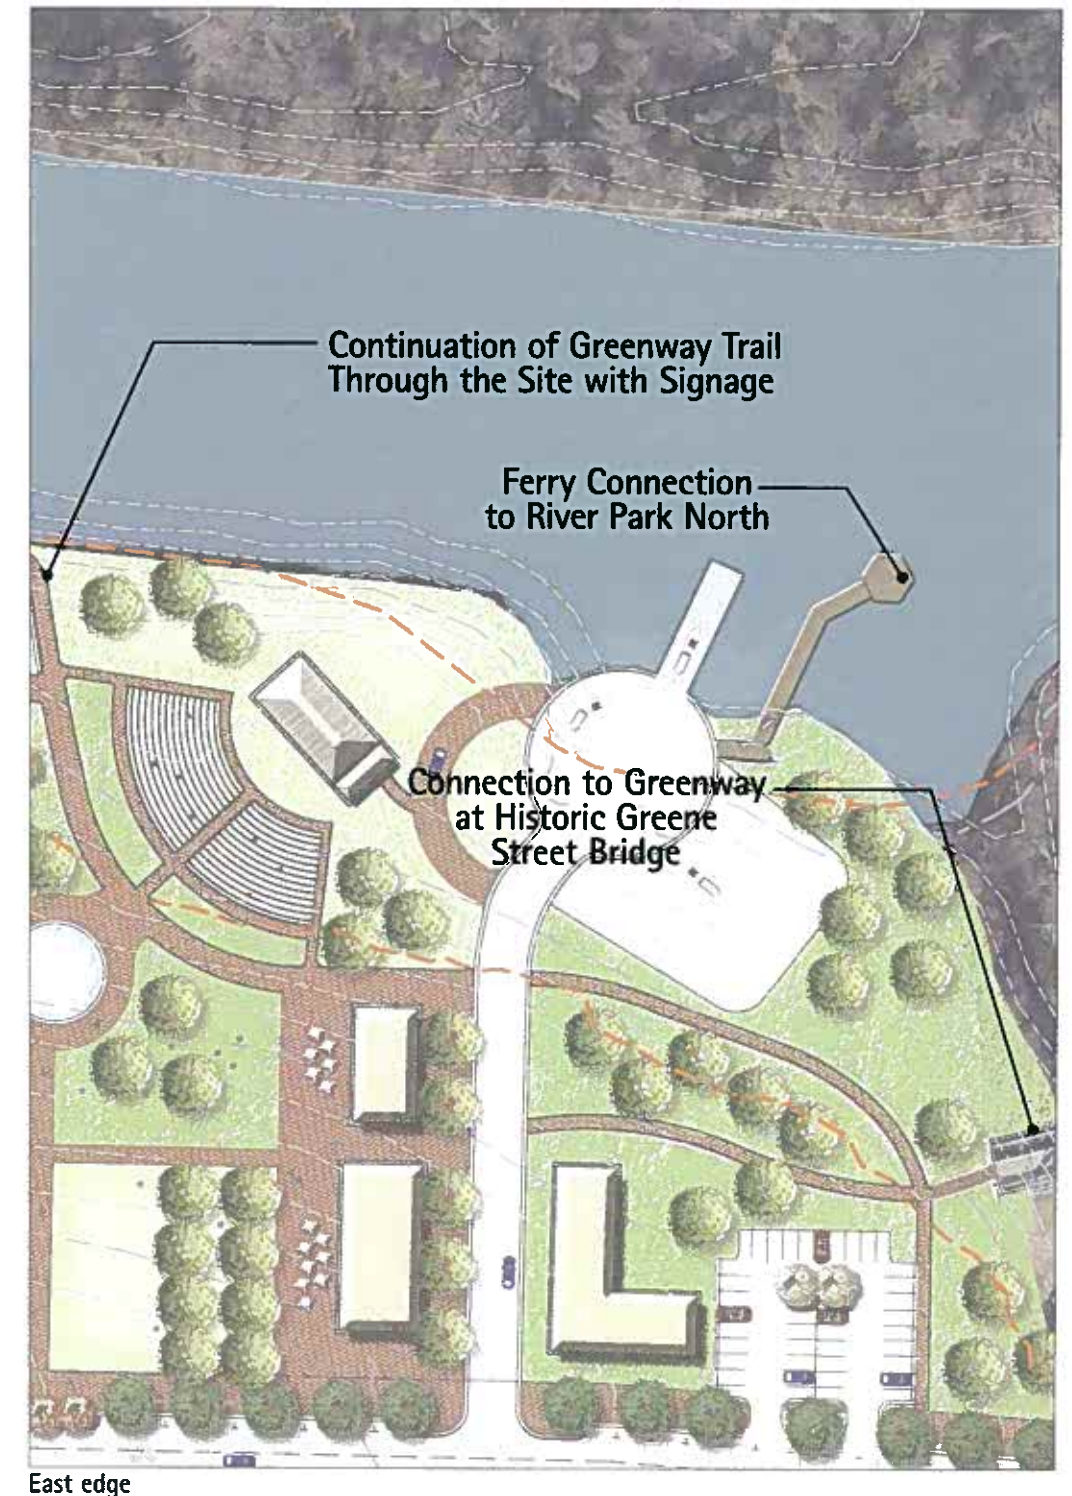 Continuation of Greenway Trail
Through the Site with Signage
Ferry Connection
to River Park North
Connection to Greenway
at Historic Greene
Street Bridge
East edge